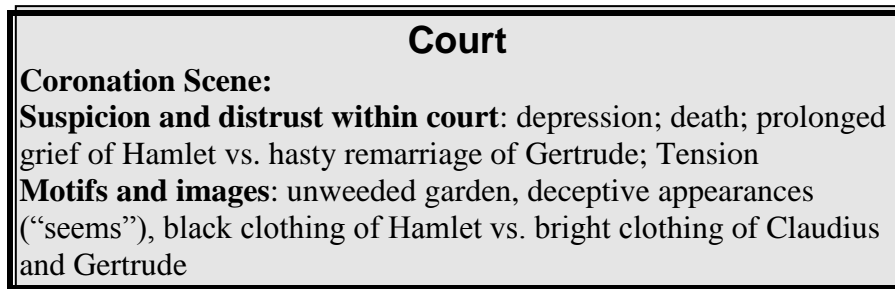 Court
Coronation Scene:
Suspicion and distrust within court: depression; death; prolonged
grief of Hamlet vs. hasty remarriage of Gertrude; Tension
Motifs and images: unweeded garden, deceptive appearances
(“seems”), black clothing of Hamlet vs. bright clothing of Claudius
and Gertrude